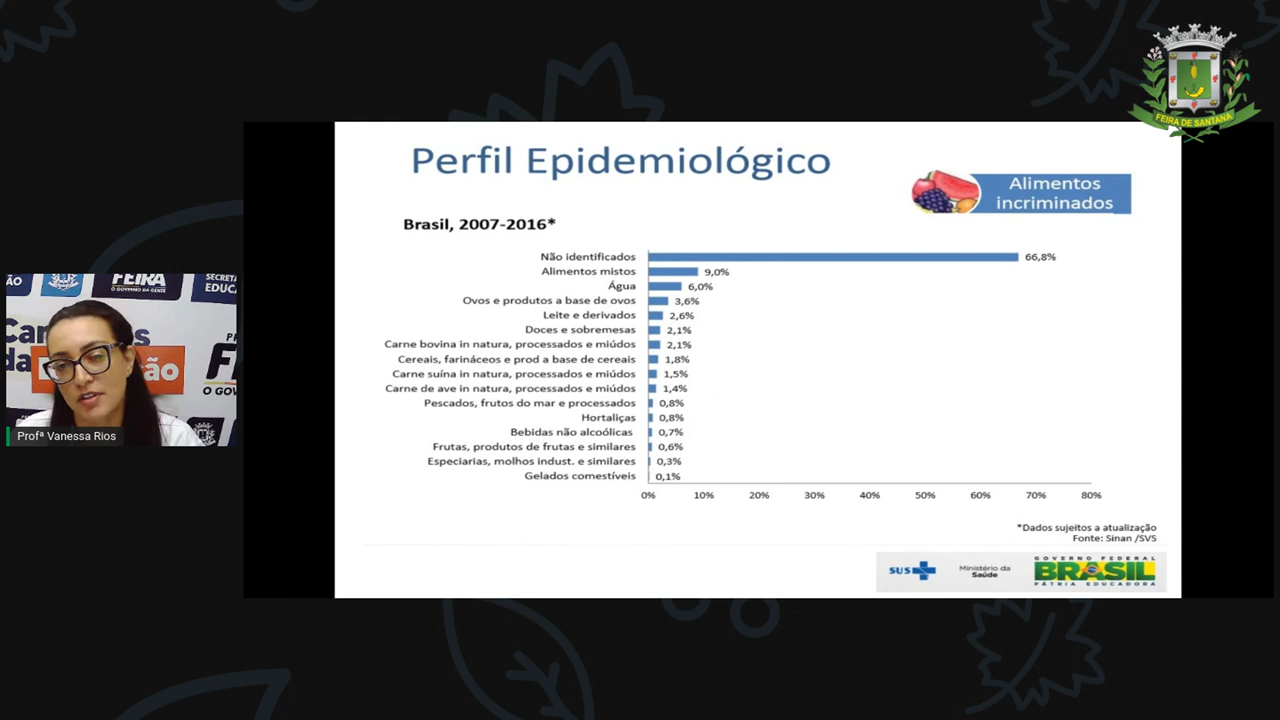 FEIRA DE SANTANA
Perfil Epidemiológico
Alimentos
incriminados
Brasil, 2007-2016*
Não identificados 66,8%
Alimentos mistos 9,0%
Água 6,0%
Ovos e produtos a base de ovos 3,6%
Leite e derivados 2,6%
Doces e sobremesas 2,1%
Carne bovina in natura, processados e miúdos 2,1%
Cereais, farináceos e prod a base de cereais 1,8%
Carne suína in natura, processados e miúdos 1,5%
Carne de ave in natura, processados e miúdos 1,4%
Pescados, frutos do mar e processados 0,8%
Hortaliças 0,8%
Bebidas não alcoólicas 0,7%
Frutas, produtos de frutas e similares 0,6%
Especiarias, molhos indust. e similares 0,3%
Gelados comestíveis 0,1%
0% 10% 20% 30% 40% 50% 60% 70% 80%
*Dados sujeitos a atualização
Fonte: Sinan /SVS
SUS
Ministério da
Saúde
GOVERNO FEDERAL
BRASIL
PÁTRIA EDUCADORA
FEIRA
O GOVERNO DA GENTE
Profª Vanessa Rios